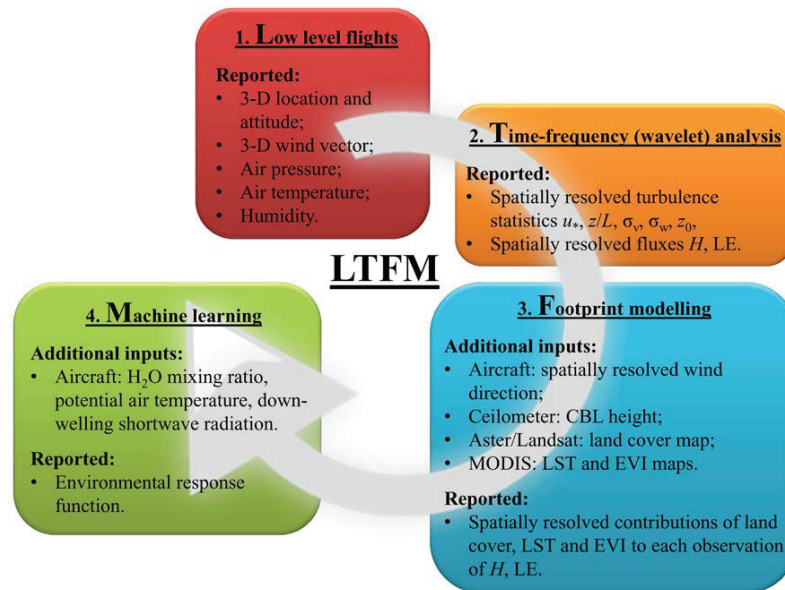 1. Low level flights
Reported:
• 3-D location and
attitude;
• 3-D wind vector;
• Air pressure;
• Air temperature;
• Humidity.
2. Time-frequency (wavelet) analysis
Reported:
• Spatially resolved turbulence
statistics u*, z/L, σv, σw, z0,
• Spatially resolved fluxes H, LE.
LTFM
3. Footprint modelling
Additional inputs:
• Aircraft: spatially resolved wind
direction;
• Ceilometer: CBL height;
• Aster/Landsat: land cover map;
• MODIS: LST and EVI maps.
Reported:
• Spatially resolved contributions of land
cover, LST and EVI to each observation
of H, LE.
4. Machine learning
Additional inputs:
• Aircraft: H2O mixing ratio,
potential air temperature, down-
welling shortwave radiation.
Reported:
• Environmental response
function.